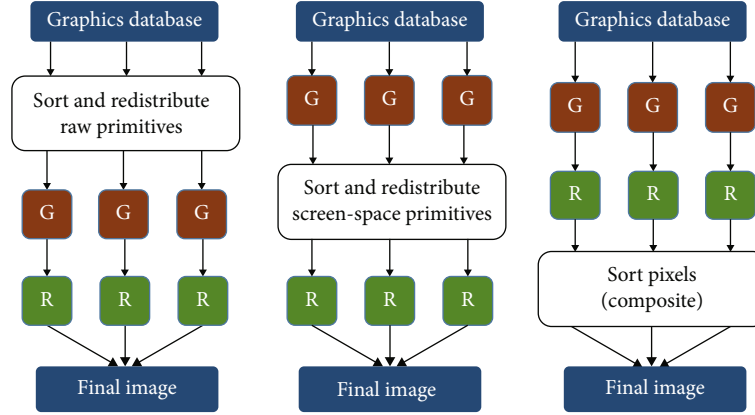 Graphics database
Sort and redistribute
raw primitives
G G G
R R R
Final image
Graphics database
G G G
Sort and redistribute
screen-space primitives
R R R
Final image
Graphics database
G G G
R R R
Sort pixels
(composite)
Final image